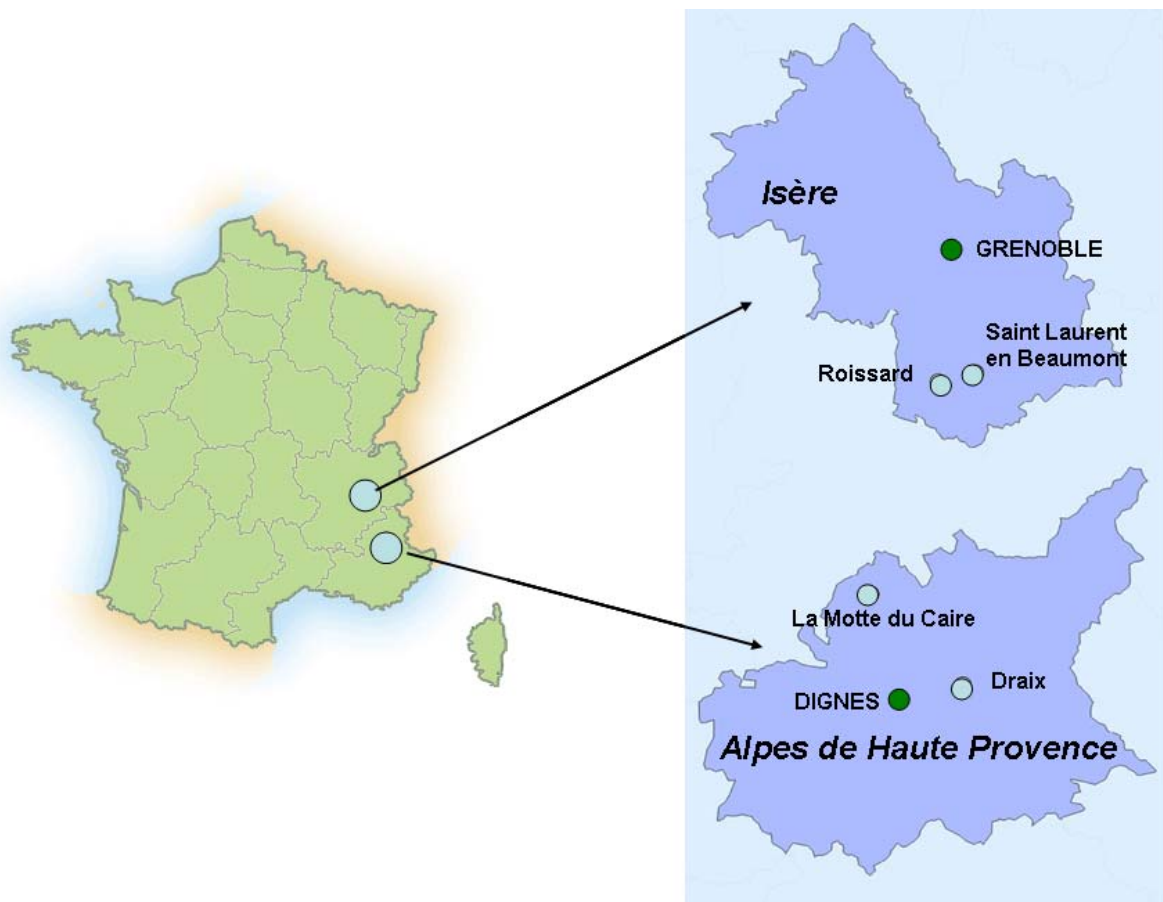 Isère
GRENOBLE
Saint Laurent
en Beaumont
Roissard
La Motte du Caire
Draix
DIGNES
Alpes de Haute Provence